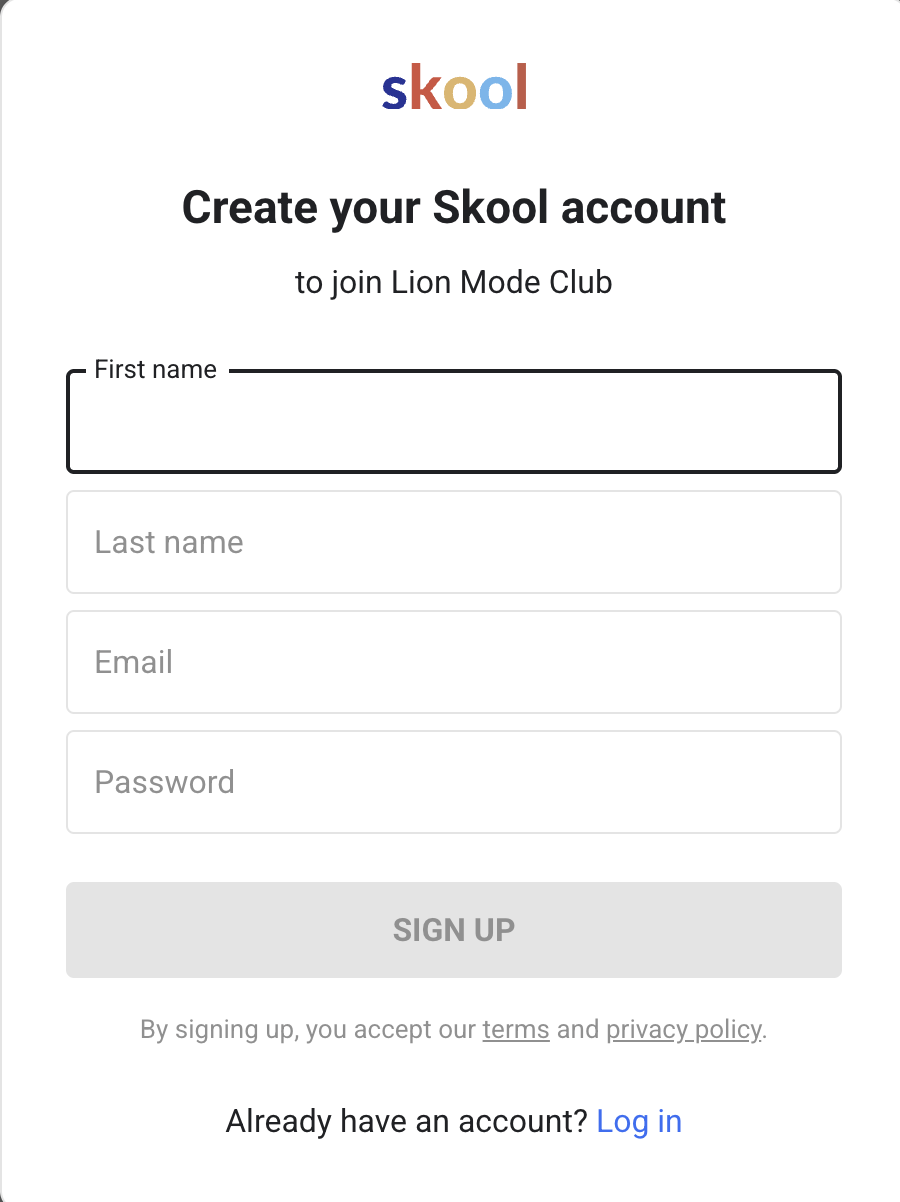 skool
Create your Skool account
to join Lion Mode Club
First name
Last name
Email
Password
SIGN UP
By signing up, you accept our terms and privacy policy.
Already have an account? Log in